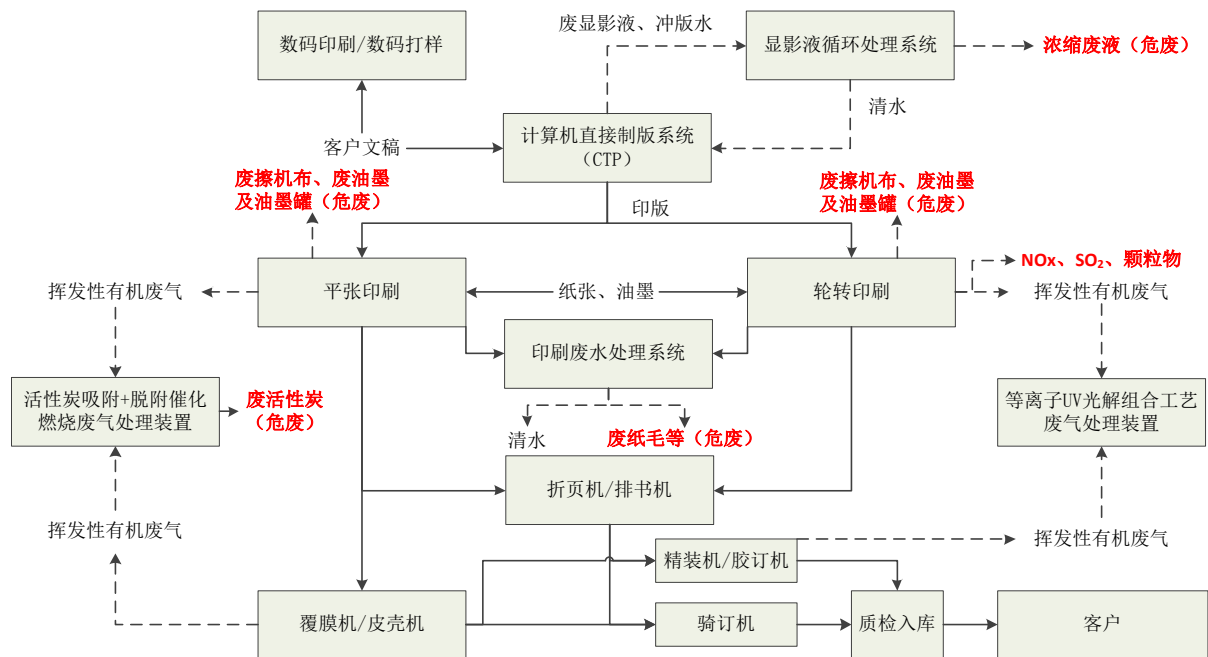 废显影液、冲版水
数码印刷/数码打样
显影液循环处理系统
浓缩废液（危废）
清水
客户文稿
计算机直接制版系统
（CTP）
废擦机布、废油墨
及油墨罐（危废）
废擦机布、废油墨
及油墨罐（危废）
印版
NOx、SO₂、颗粒物
挥发性有机废气
平张印刷
纸张、油墨
轮转印刷
挥发性有机废气
印刷废水处理系统
活性炭吸附+脱附催化
燃烧废气处理装置
废活性炭
（危废）
等离子UV光解组合工艺
废气处理装置
清水
废纸毛等（危废）
折页机/排书机
挥发性有机废气
挥发性有机废气
精装机/胶订机
覆膜机/皮壳机
骑订机
质检入库
客户